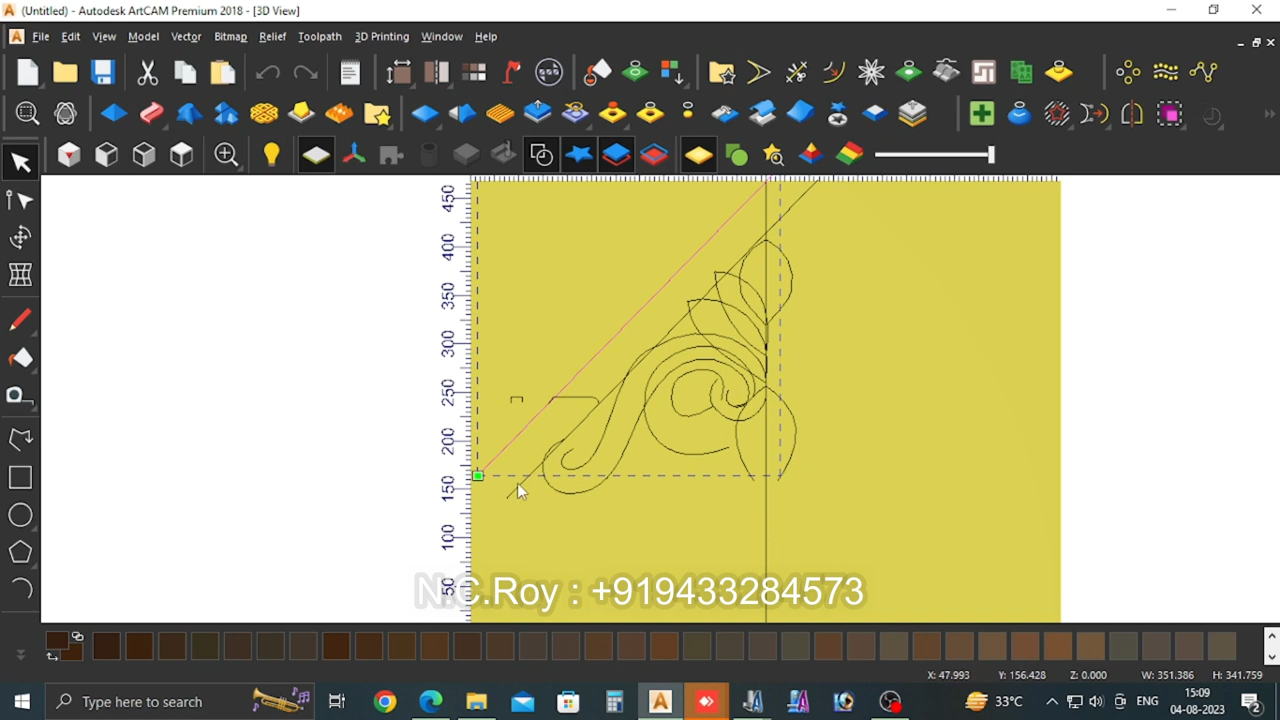 (Untitled) - Autodesk ArtCAM Premium 2018 - [3D View]
File Edit View Model Vector Bitmap Relief Toolpath 3D Printing Window Help
450
400
350
300
250
200
150
100
50
N.C.Roy : +919433284573
X: 47.993 Y: 156.428 Z: 0.000 W: 351.386 H: 341.759
Type here to search
33°C
ENG
15:09
04-08-2023
2